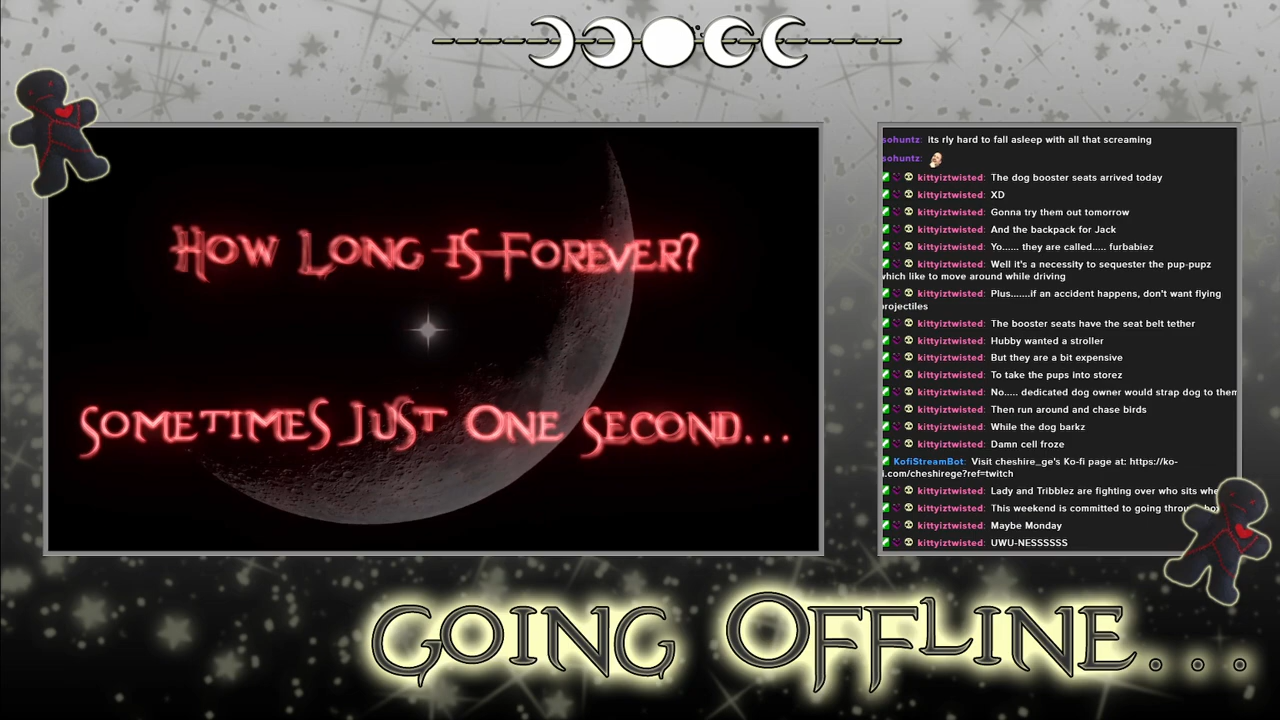 How Long Is Forever?
Sometimes Just One Second...
sohuntz: its rly hard to fall asleep with all that screaming
sohuntz:
kittyiztwisted: The dog booster seats arrived today
kittyiztwisted: XD
kittyiztwisted: Gonna try them out tomorrow
kittyiztwisted: And the backpack for Jack
kittyiztwisted: Yo...... they are called..... furbabiez
kittyiztwisted: Well it's a necessity to sequester the pup-pupz
which like to move around while driving
kittyiztwisted: Plus.......if an accident happens, don't want flying
projectiles
kittyiztwisted: The booster seats have the seat belt tether
kittyiztwisted: Hubby wanted a stroller
kittyiztwisted: But they are a bit expensive
kittyiztwisted: To take the pups into storez
kittyiztwisted: No..... dedicated dog owner would strap dog to them
kittyiztwisted: Then run around and chase birds
kittyiztwisted: While the dog barkz
kittyiztwisted: Damn cell froze
KofiStreamBot: Visit cheshire_ge's Ko-fi page at: https://ko-
i.com/cheshirege?ref=twitch
kittyiztwisted: Lady and Tribblez are fighting over who sits
kittyiztwisted: This weekend is committed to going
kittyiztwisted: Maybe Monday
kittyiztwisted: UWU-NESSSSSS
Going Offline...